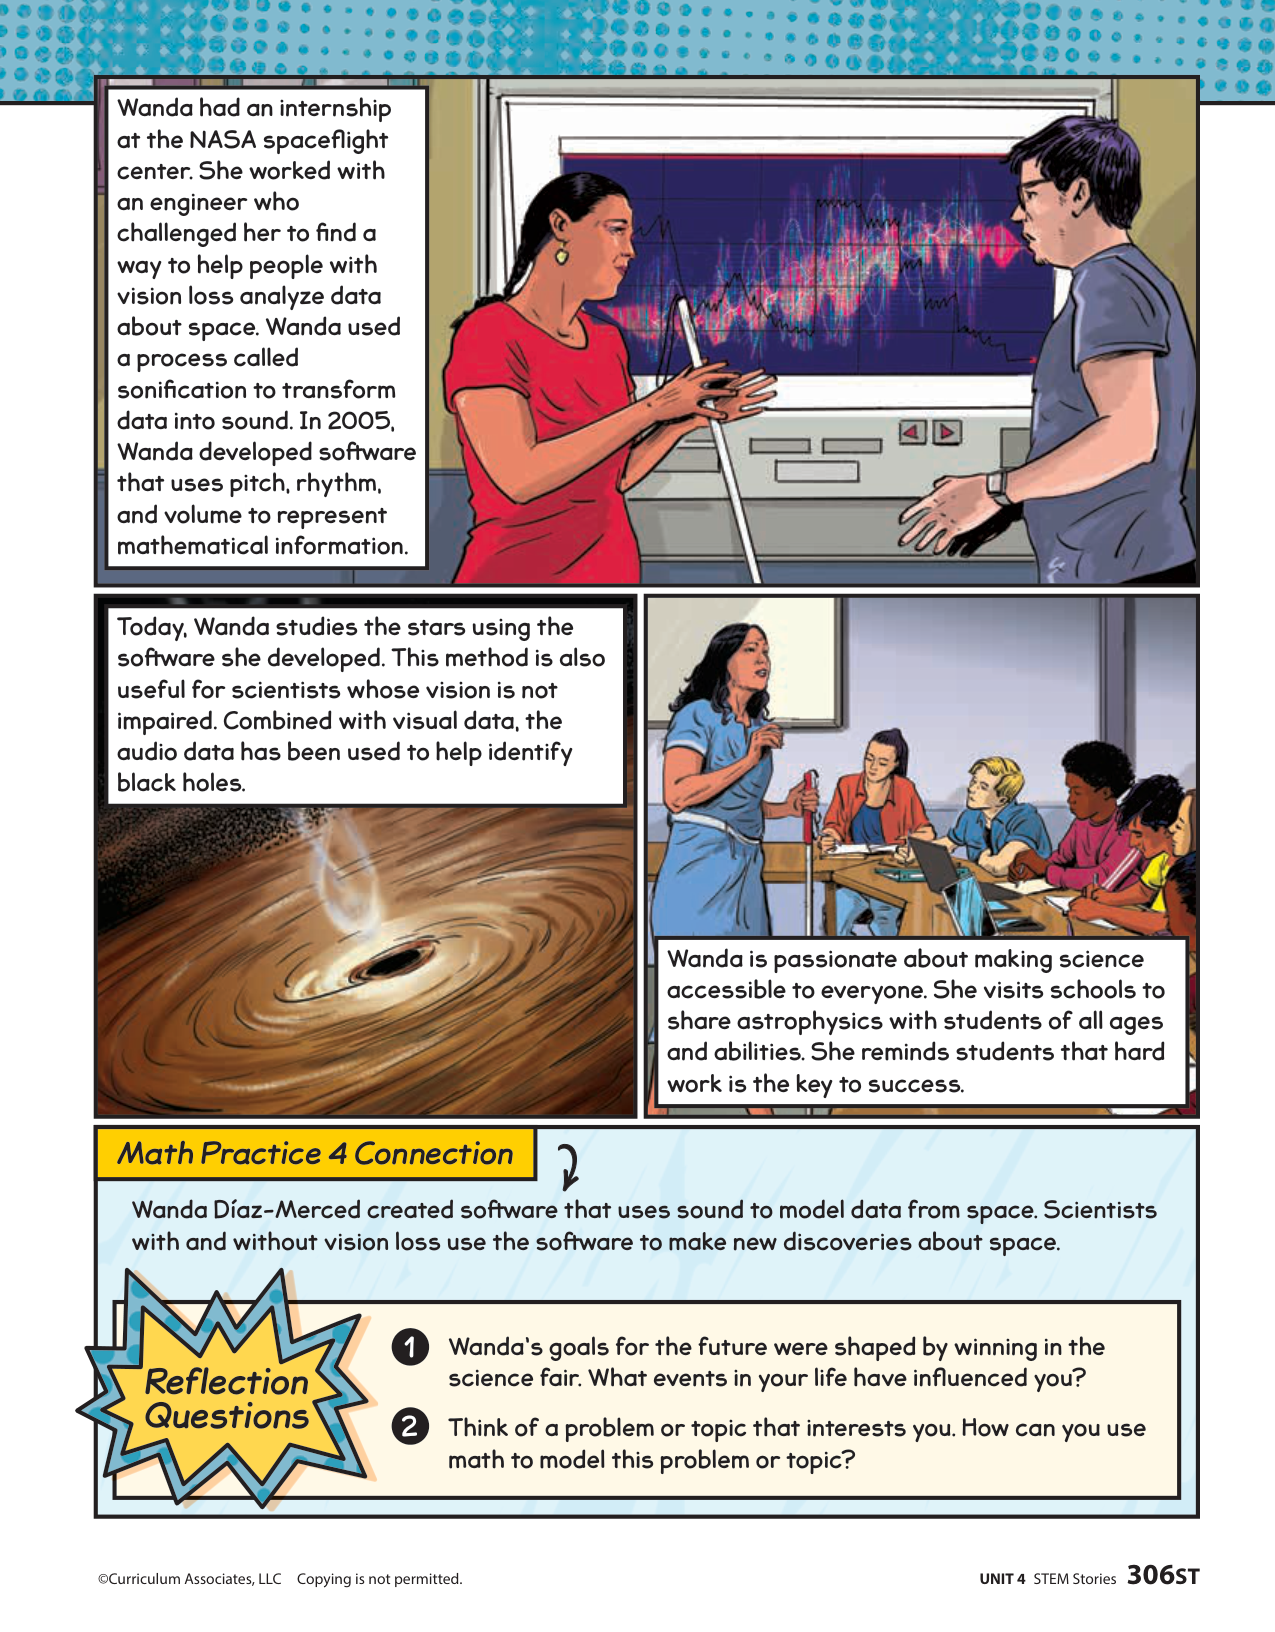 Wanda had an internship
at the NASA spaceflight
center. She worked with
an engineer who
challenged her to find a
way to help people with
vision loss analyze data
about space. Wanda used
a process called
sonification to transform
data into sound. In 2005,
Wanda developed software
that uses pitch, rhythm,
and volume to represent
mathematical information.
Today, Wanda studies the stars using the
software she developed. This method is also
useful for scientists whose vision is not
impaired. Combined with visual data, the
audio data has been used to help identify
black holes.
Wanda is passionate about making science
accessible to everyone. She visits schools to
share astrophysics with students of all ages
and abilities. She reminds students that hard
work is the key to success.
Math Practice 4 Connection
Wanda Díaz-Merced created software that uses sound to model data from space. Scientists
with and without vision loss use the software to make new discoveries about space.
Reflection
Questions
1 Wanda's goals for the future were shaped by winning in the
science fair. What events in your life have influenced you?
2 Think of a problem or topic that interests you. How can you use
math to model this problem or topic?
©Curriculum Associates, LLC Copying is not permitted.
UNIT 4 STEM Stories 306ST